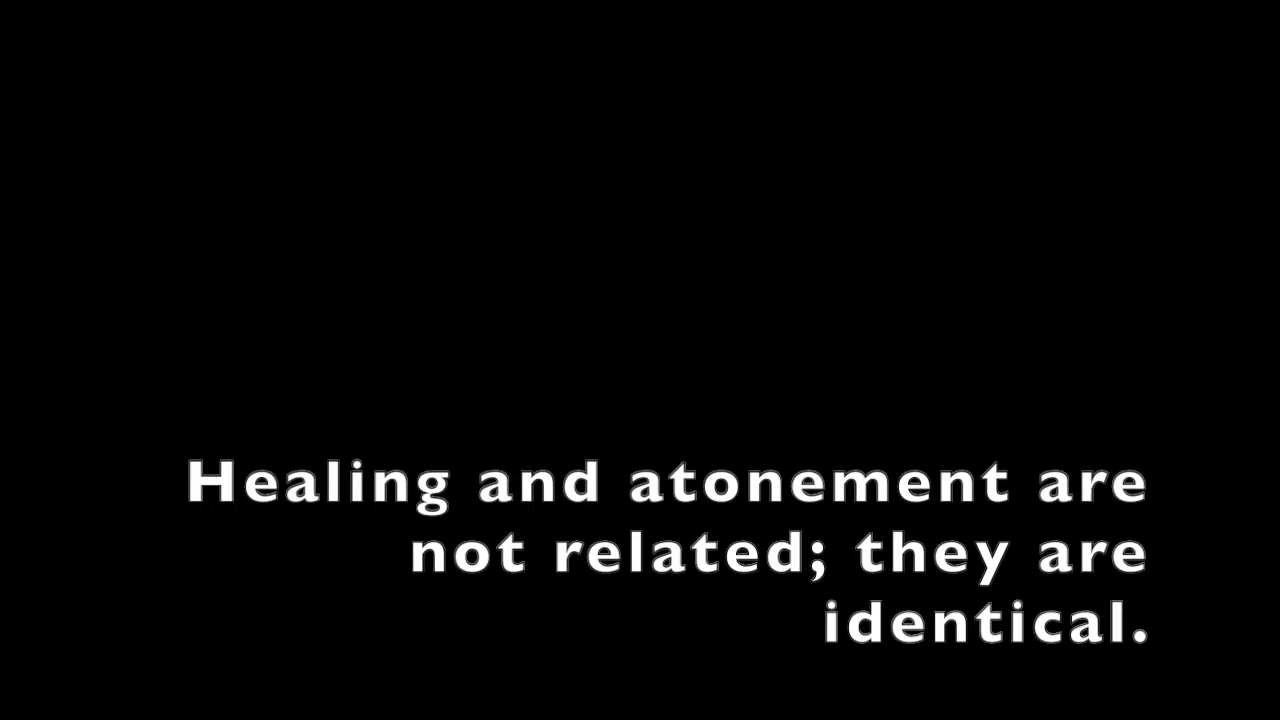 Healing and atonement are
not related; they are
identical.